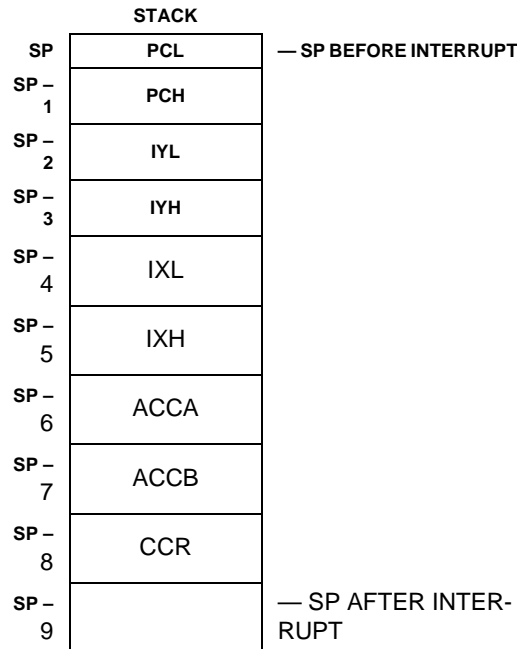 STACK
SP PCL — SP BEFORE INTERRUPT
SP –
1 PCH
SP –
2 IYL
SP –
3 IYH
SP –
4 IXL
SP –
5 IXH
SP –
6 ACCA
SP –
7 ACCB
SP –
8 CCR
SP – — SP AFTER INTER-
9 RUPT